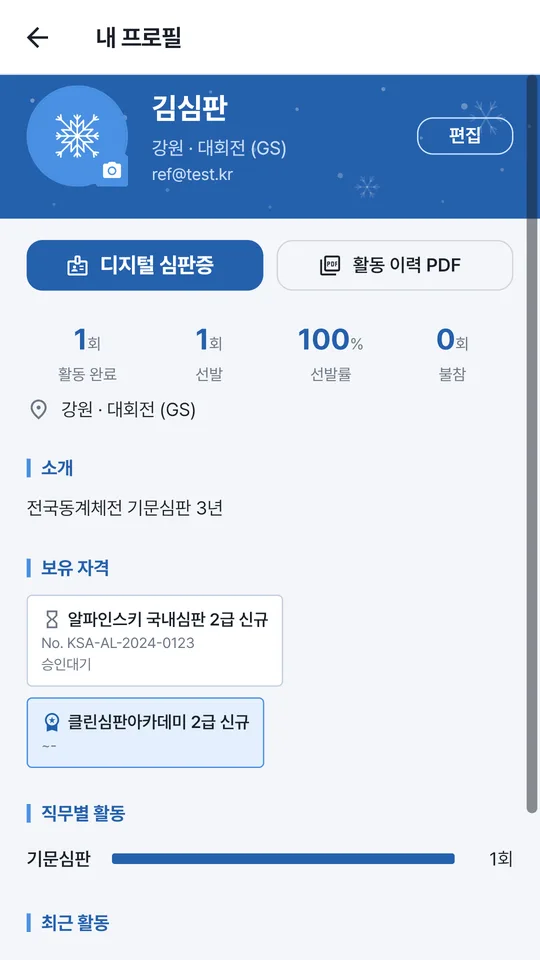 내 프로필
김심판
강원 · 대회전 (GS)
ref@test.kr
편집
디지털 심판증
PDF 활동 이력 PDF
1회 1회 100% 0회
활동 완료 선발 선발률 불참
강원 · 대회전 (GS)
소개
전국동계체전 기문심판 3년
보유 자격
알파인스키 국내심판 2급 신규
No. KSA-AL-2024-0123
승인대기
클린심판아카데미 2급 신규
~-
직무별 활동
기문심판 1회
최근 활동